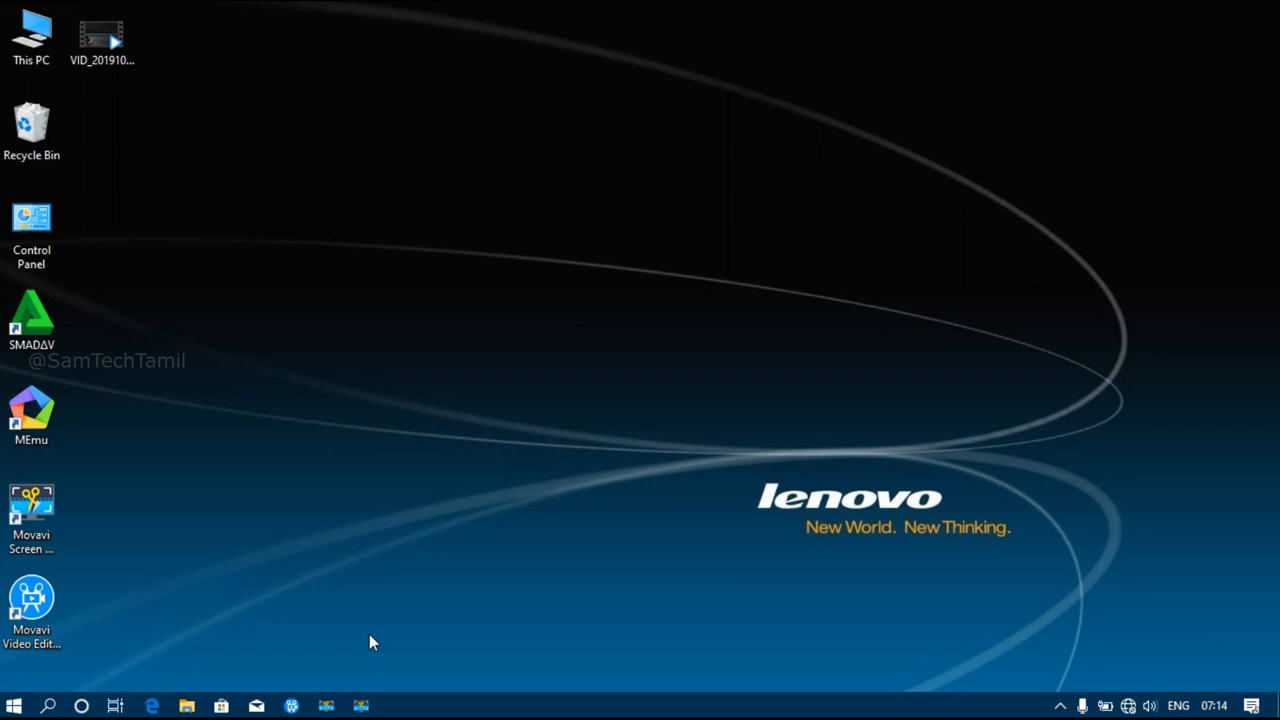 This PC
VID_201910...
Recycle Bin
Control
Panel
SMADΔV
@SamTechTamil
MEmu
Movavi
Screen ...
Movavi
Video Edit...
lenovo
New World. New Thinking.
ENG
07:14